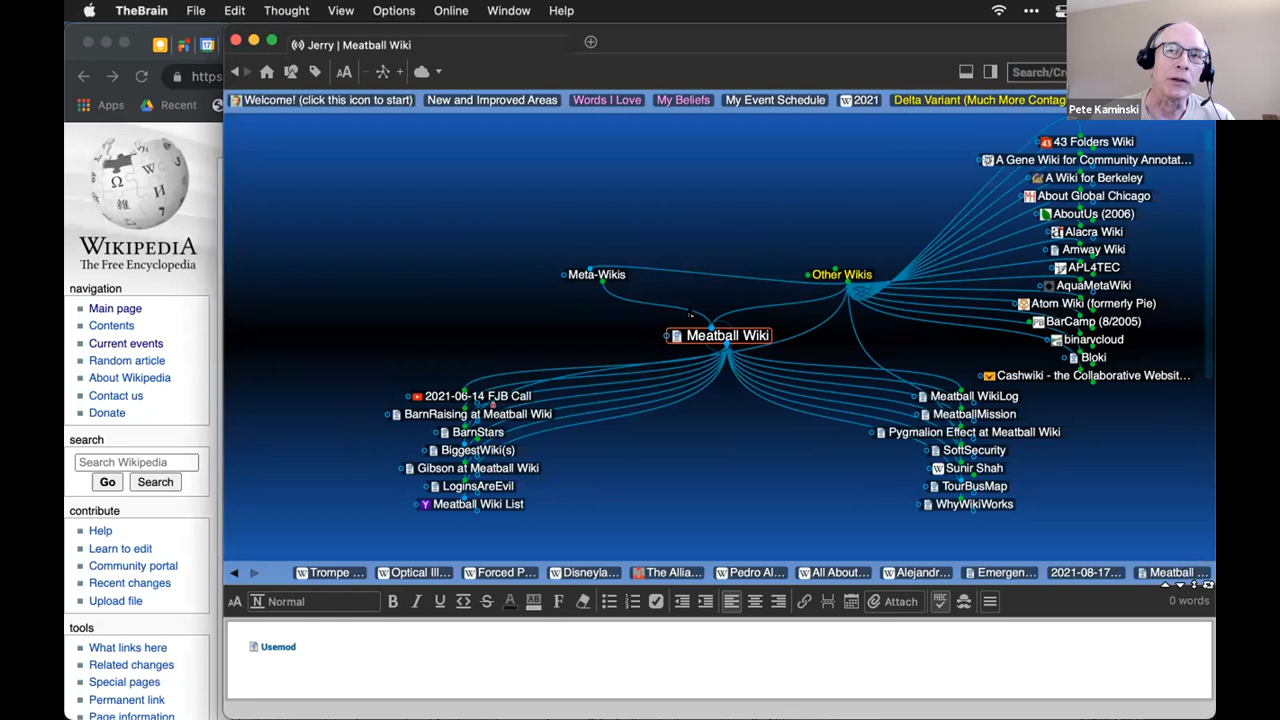 TheBrain File Edit Thought View Options Online Window Help
Jerry | Meatball Wiki
https
Search/Cre
Apps Recent
Welcome! (click this icon to start) New and Improved Areas Words I Love My Beliefs My Event Schedule 2021 Delta Variant (Much More Contag
Pete Kaminski
WIKIPEDIA
The Free Encyclopedia
navigation
Main page
Contents
Current events
Random article
About Wikipedia
Contact us
Donate
search
Search Wikipedia
Go Search
contribute
Help
Learn to edit
Community portal
Recent changes
Upload file
tools
What links here
Related changes
Special pages
Permanent link
Page information
43 Folders Wiki
A Gene Wiki for Community Annotat...
A Wiki for Berkeley
About Global Chicago
AboutUs (2006)
Alacra Wiki
Amway Wiki
APL4TEC
AquaMetaWiki
Atom Wiki (formerly Pie)
BarCamp (8/2005)
binarycloud
Bloki
Cashwiki - the Collaborative Websit...
Meta-Wikis
Other Wikis
Meatball Wiki
2021-06-14 FJB Call
BarnRaising at Meatball Wiki
BarnStars
BiggestWiki(s)
Gibson at Meatball Wiki
LoginsAreEvil
Meatball Wiki List
Meatball WikiLog
MeatballMission
Pygmalion Effect at Meatball Wiki
SoftSecurity
Sunir Shah
TourBusMap
WhyWikiWorks
Trompe ... Optical Ill... Forced P... Disneyla... The Allia... Pedro Al... All About... Alejandr... Emergen... 2021-08-17... Meatball ...
Normal B I U S A F Attach 0 words
Usemod